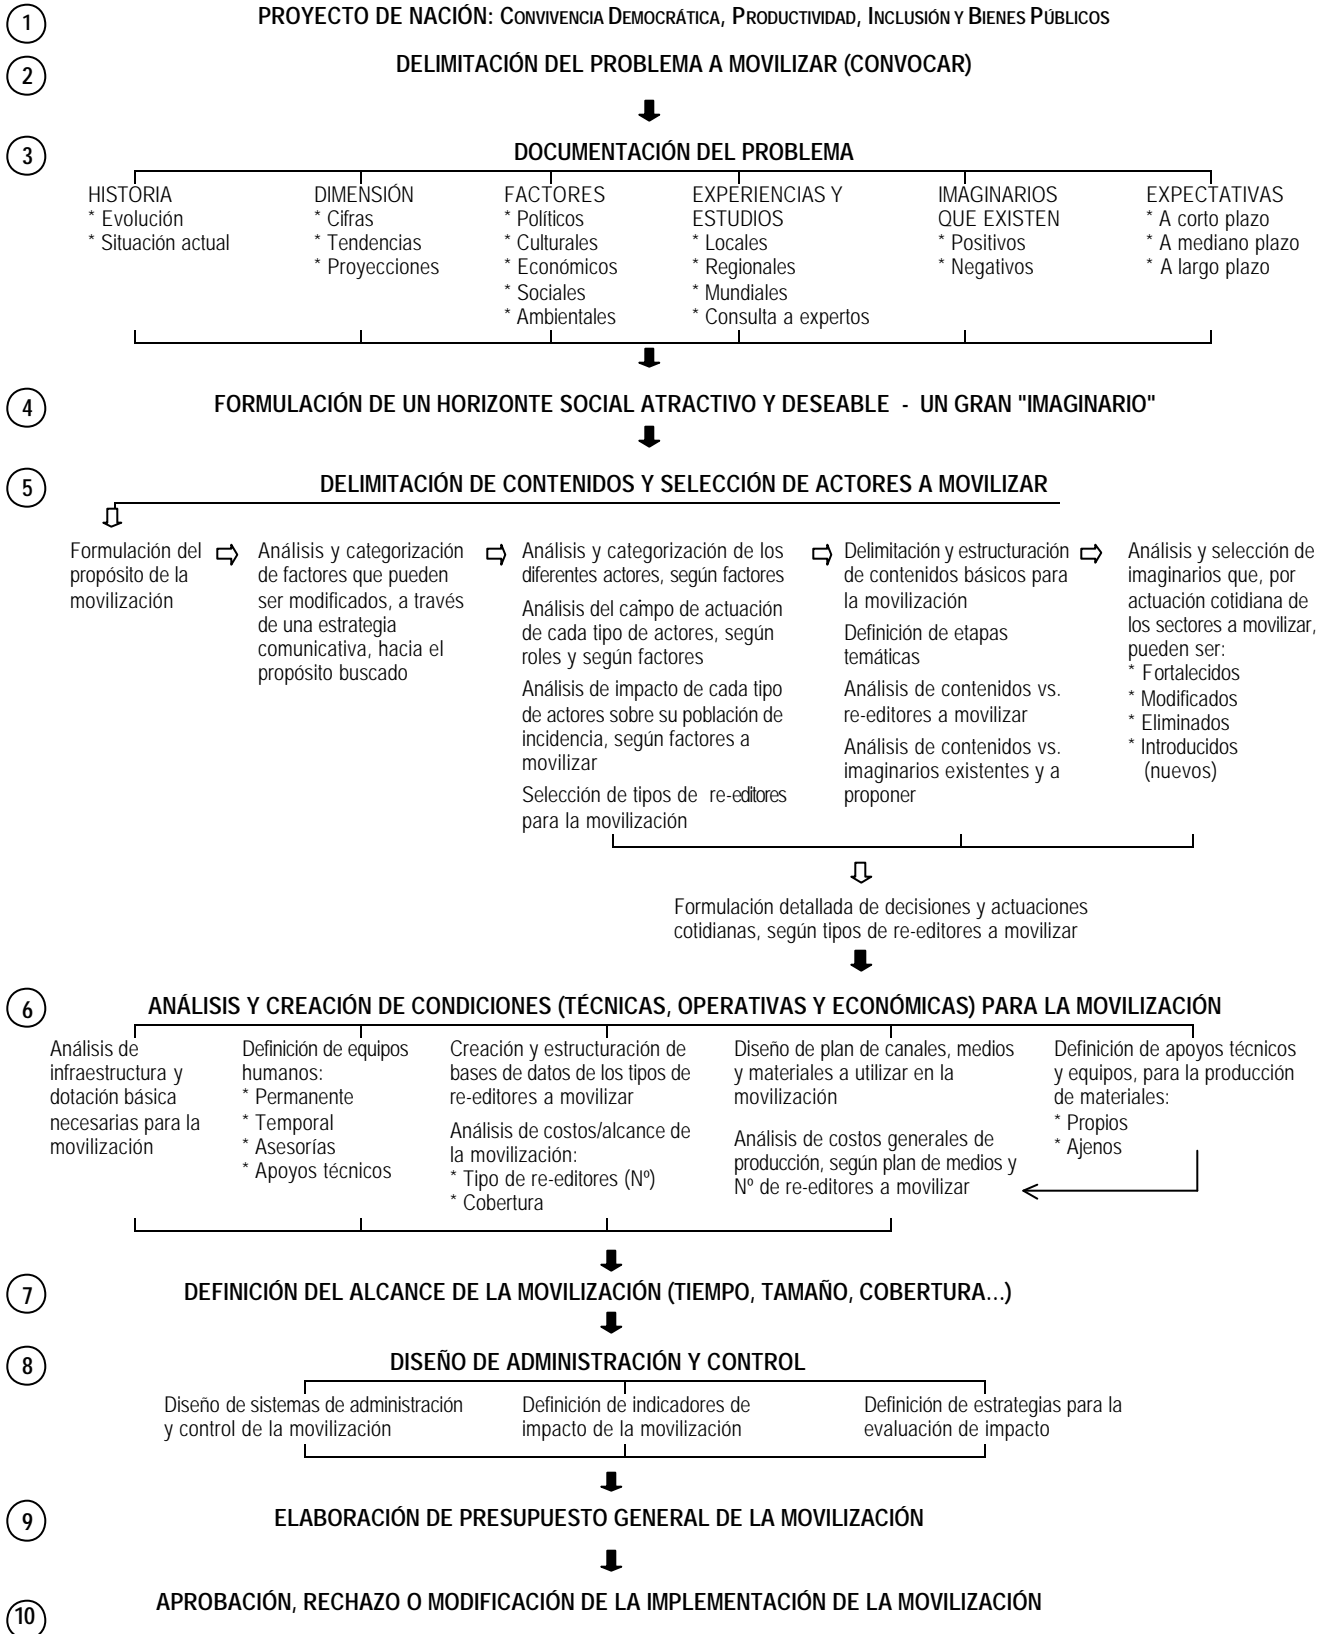 1
PROYECTO DE NACIÓN: CONVIVENCIA DEMOCRÁTICA, PRODUCTIVIDAD, INCLUSIÓN Y BIENES PÚBLICOS
2
DELIMITACIÓN DEL PROBLEMA A MOVILIZAR (CONVOCAR)
3
DOCUMENTACIÓN DEL PROBLEMA
HISTORIA
* Evolución
* Situación actual
DIMENSIÓN
* Cifras
* Tendencias
* Proyecciones
FACTORES
* Políticos
* Culturales
* Económicos
* Sociales
* Ambientales
EXPERIENCIAS Y
ESTUDIOS
* Locales
* Regionales
* Mundiales
* Consulta a expertos
IMAGINARIOS
QUE EXISTEN
* Positivos
* Negativos
EXPECTATIVAS
* A corto plazo
* A mediano plazo
* A largo plazo
4
FORMULACIÓN DE UN HORIZONTE SOCIAL ATRACTIVO Y DESEABLE - UN GRAN "IMAGINARIO"
5
DELIMITACIÓN DE CONTENIDOS Y SELECCIÓN DE ACTORES A MOVILIZAR
Formulación del
propósito de la
movilización
Análisis y categorización
de factores que pueden
ser modificados, a través
de una estrategia
comunicativa, hacia el
propósito buscado
Análisis y categorización de los
diferentes actores, según factores
Análisis del campo de actuación
de cada tipo de actores, según
roles y según factores
Análisis de impacto de cada tipo
de actores sobre su población de
incidencia, según factores a
movilizar
Selección de tipos de re-editores
para la movilización
Delimitación y estructuración
de contenidos básicos para
la movilización
Definición de etapas
temáticas
Análisis de contenidos vs.
re-editores a movilizar
Análisis de contenidos vs.
imaginarios existentes y a
proponer
Análisis y selección de
imaginarios que, por
actuación cotidiana de
los sectores a movilizar,
pueden ser:
* Fortalecidos
* Modificados
* Eliminados
* Introducidos
(nuevos)
Formulación detallada de decisiones y actuaciones
cotidianas, según tipos de re-editores a movilizar
6
ANÁLISIS Y CREACIÓN DE CONDICIONES (TÉCNICAS, OPERATIVAS Y ECONÓMICAS) PARA LA MOVILIZACIÓN
Análisis de
infraestructura y
dotación básica
necesarias para la
movilización
Definición de equipos
humanos:
* Permanente
* Temporal
* Asesorías
* Apoyos técnicos
Creación y estructuración de
bases de datos de los tipos de
re-editores a movilizar
Análisis de costos/alcance de
la movilización:
* Tipo de re-editores (Nº)
* Cobertura
Diseño de plan de canales, medios
y materiales a utilizar en la
movilización
Análisis de costos generales de
producción, según plan de medios y
Nº de re-editores a movilizar
Definición de apoyos técnicos
y equipos, para la producción
de materiales:
* Propios
* Ajenos
7
DEFINICIÓN DEL ALCANCE DE LA MOVILIZACIÓN (TIEMPO, TAMAÑO, COBERTURA...)
8
DISEÑO DE ADMINISTRACIÓN Y CONTROL
Diseño de sistemas de administración
y control de la movilización
Definición de indicadores de
impacto de la movilización
Definición de estrategias para la
evaluación de impacto
9
ELABORACIÓN DE PRESUPUESTO GENERAL DE LA MOVILIZACIÓN
10
APROBACIÓN, RECHAZO O MODIFICACIÓN DE LA IMPLEMENTACIÓN DE LA MOVILIZACIÓN